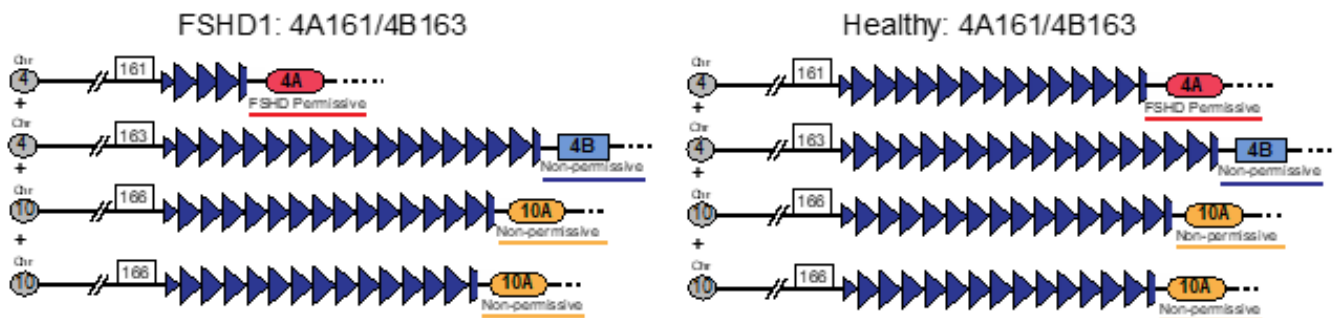 FSHD1: 4A161/4B163
Chr
4
161
4A
FSHD Permissive
+
Chr
4
163
4B
Non-permissive
+
Chr
10
166
10A
Non-permissive
+
Chr
10
166
10A
Non-permissive
Healthy: 4A161/4B163
Chr
4
161
4A
FSHD Permissive
+
Chr
4
163
4B
Non-permissive
+
Chr
10
166
10A
Non-permissive
+
Chr
10
166
10A
Non-permissive